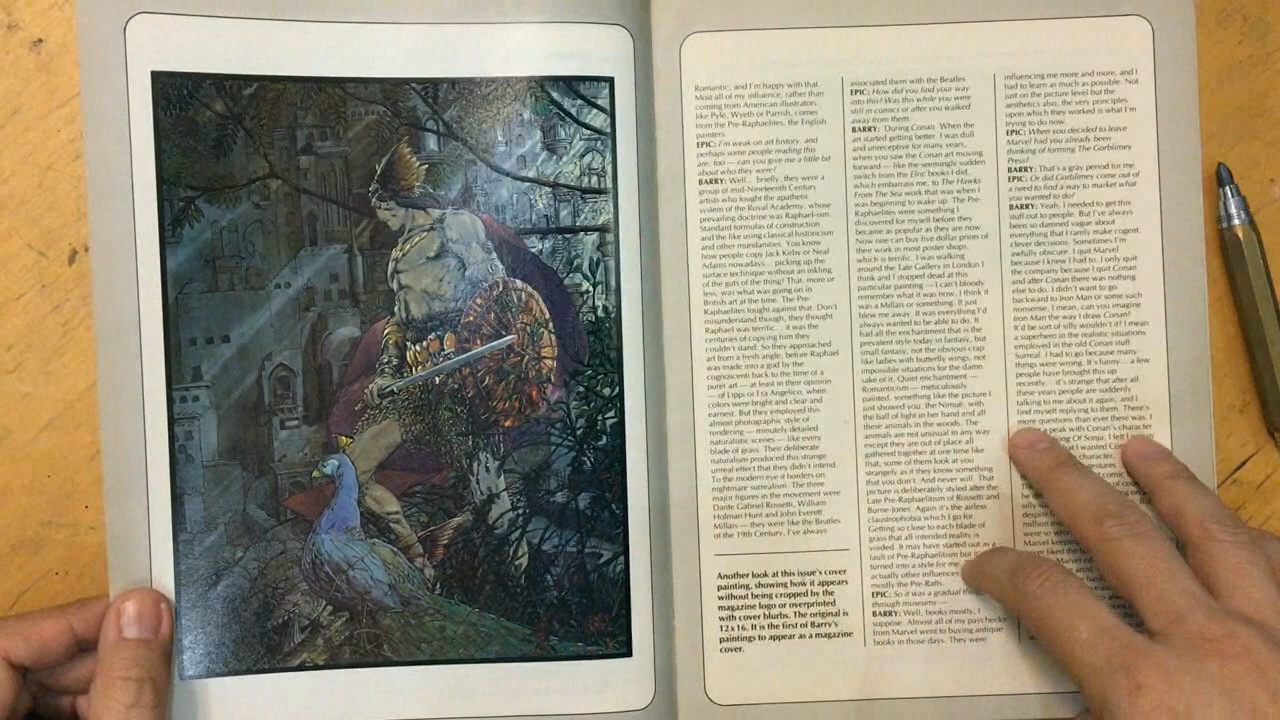 Romantic, and I'm happy with that.
Most all of my influence, rather than
coming from American illustrators
like Pyle, Wyeth or Parrish, comes
from the Pre-Raphaelites, the English
painters.
EPIC: I'm weak on art history, and
perhaps some people reading this
are, too — can you give me a little bit
about who they were?
BARRY: Well... briefly, they were a
group of mid-Nineteenth Century
artists who fought the apathetic
system of the Royal Academy, whose
prevailing doctrine was Raphael-ism.
Standard formulas of construction
and the like using classical historicism
and other mundanities. You know
how people copy Jack Kirby or Neal
Adams nowadays... picking up the
surface technique without an inkling
of the guts of the thing? That, more or
less, was what was going on in
British art at the time. The Pre-
Raphaelites fought against that. Don't
misunderstand though, they thought
Raphael was terrific... it was the
centuries of copying him they
couldn't stand. So they approached
art from a fresh angle, before Raphael
was made into a god by the
cognoscenti back to the time of a
purer art — at least in their opinion
— of Lippi or Fra Angelico, when
colors were bright and clear and
earnest. But they employed this
almost photographic style of
rendering — minutely detailed
naturalistic scenes — like every
blade of grass. Their deliberate
naturalism produced this strange
unreal effect that they didn't intend.
To the modern eye it borders on
nightmare surrealism. The three
major figures in the movement were
Dante Gabriel Rossetti, William
Holman Hunt and John Everett
Millais — they were like the Beatles
of the 19th Century. I've always
Another look at this issue's cover
painting, showing how it appears
without being cropped by the
magazine logo or overprinted
with cover blurbs. The original is
12x16. It is the first of Barry's
paintings to appear as a magazine
cover.
associated them with the Beatles.
EPIC: How did you find your way
into this? Was this while you were
still in comics or after you walked
away from them.
BARRY: During Conan. When the
art started getting better. I was dull
and unreceptive for many years,
when you saw the Conan art moving
forward — like the seemingly sudden
switch from the Elric books I did,
which embarrass me, to The Hawks
From The Sea work that was when I
was beginning to wake up. The Pre-
Raphaelites were something I
discovered for myself before they
became as popular as they are now.
Now one can buy five dollar prints of
their work in most poster shops,
which is terrific. I was walking
around the Tate Gallery in London I
think and I stopped dead at this
particular painting — I can't bloody
remember what it was now, I think it
was a Millais or something. It just
blew me away. It was everything I'd
always wanted to be able to do. It
had all the enchantment that is the
prevalent style today in fantasy, but
small fantasy, not the obvious crap
like ladies with butterfly wings, not
impossible situations for the damn
sake of it. Quiet enchantment —
Romanticism — meticulously
painted, something like the picture I
just showed you, the Nimue, with
the ball of light in her hand and all
these animals in the woods. The
animals are not unusual in any way
except they are out of place all
gathered together at one time like
that, some of them look at you
strangely as if they know something
that you don't. And never will. That
picture is deliberately styled after the
Late Pre-Raphaelitism of Rossetti and
Burne-Jones. Again it's the airless
claustrophobia which I go for.
Getting so close to each blade of
grass that all intended reality is
voided. It may have started out as a
fault of Pre-Raphaelitism but
turned into a style for me.
actually other influences
mostly the Pre-Raffs.
EPIC: So it was a gradual
through museums —
BARRY: Well, books mostly, I
suppose. Almost all of my paychecks
from Marvel went to buying antique
books in those days. They were
influencing me more and more, and I
had to learn as much as possible. Not
just on the picture level but the
aesthetics also, the very principles
upon which they worked is what I'm
trying to do now.
EPIC: When you decided to leave
Marvel had you already been
thinking of forming The Gorblimey
Press?
BARRY: That's a gray period for me.
EPIC: Or did Gorblimey come out of
a need to find a way to market what
you wanted to do?
BARRY: Yeah, I needed to get this
stuff out to people. But I've always
been so damned vague about
everything that I rarely make cogent,
clever decisions. Sometimes I'm
awfully obscure. I quit Marvel
because I knew I had to. I only quit
the company because I quit Conan
and after Conan there was nothing
else to do. I didn't want to go
backward to Iron Man or some such
nonsense, I mean, can you imagine
Iron Man the way I draw Conan?
It'd be sort of silly wouldn't it? I mean
a superhero in the realistic situations
employed in the old Conan stuff.
Surreal. I had to go because many
things were wrong. It's funny... a few
people have brought this up
recently... it's strange that after all
these years people are suddenly
talking to me about it again, and I
find myself replying to them. There's
more questions than ever there was. I
a peak with Conan's character
Song Of Sonja, I felt I
that I wanted
character,
gestures
comic
of
on
be
silly
despite
million
were so
Marvel keeping
liked the